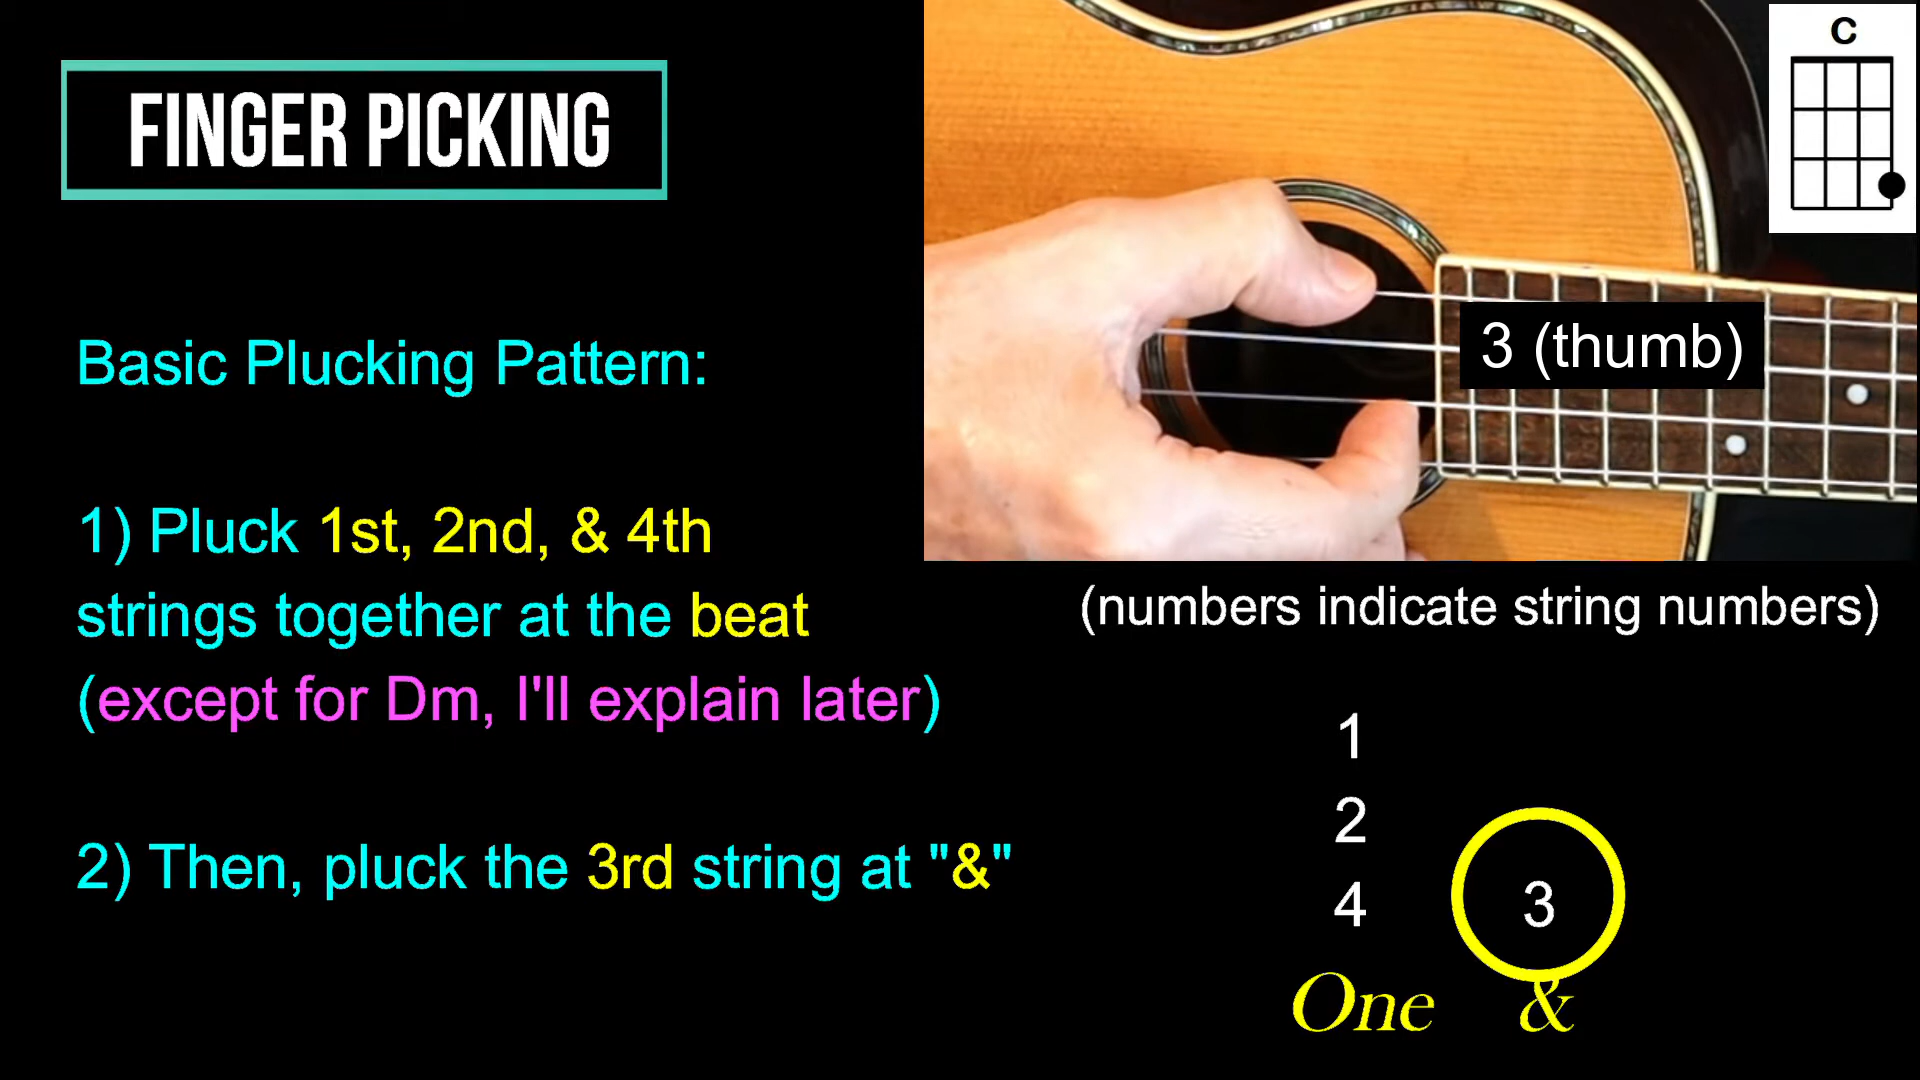 FINGER PICKING
C
3 (thumb)
Basic Plucking Pattern:
1) Pluck 1st, 2nd, & 4th
strings together at the beat
(except for Dm, I'll explain later)
2) Then, pluck the 3rd string at "&"
(numbers indicate string numbers)
1
2
4 3
One &